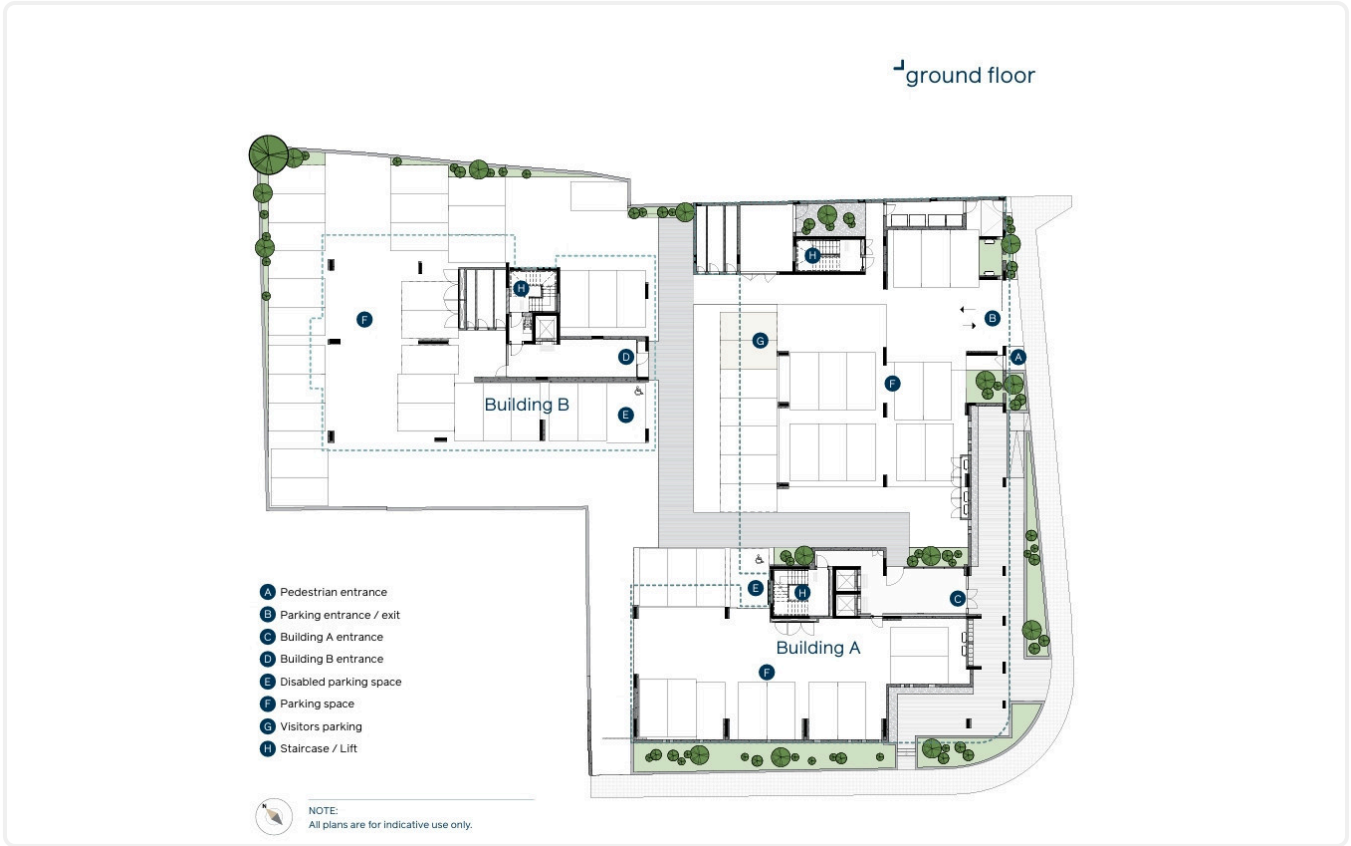 ground floor
H
B
H
G
F
D
A
F
Building B
E
E
H
C
Building A
F
A Pedestrian entrance
B Parking entrance / exit
C Building A entrance
D Building B entrance
E Disabled parking space
F Parking space
G Visitors parking
H Staircase / Lift
N
NOTE:
All plans are for indicative use only.